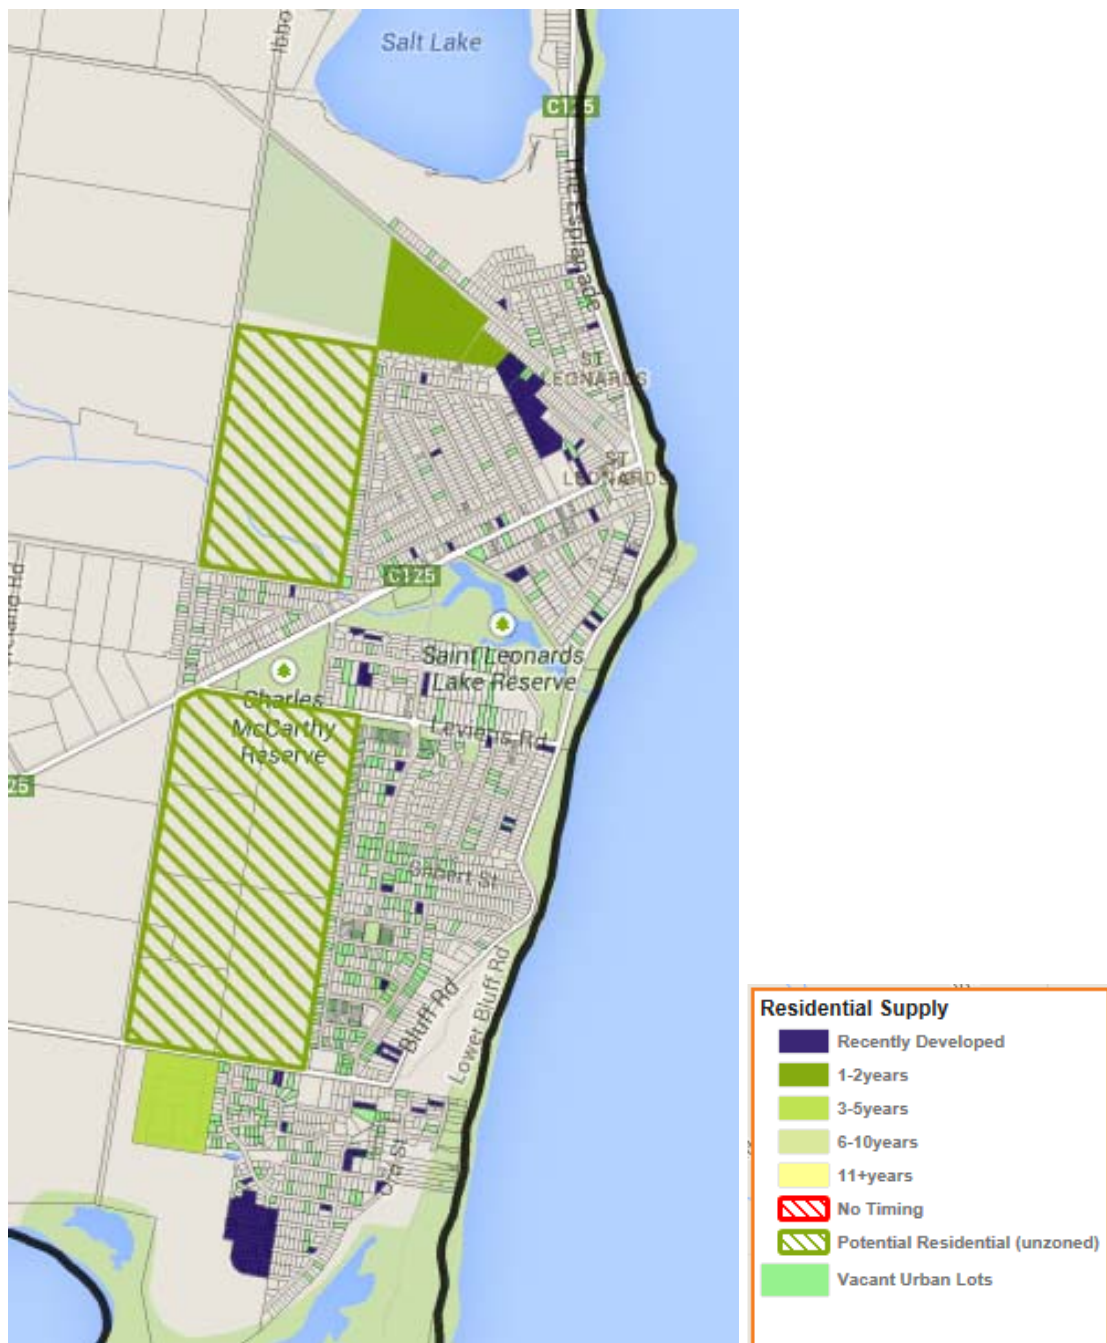 Salt Lake
C125
The Esplanade
ST
LEONARDS
ST
LEONARDS
C125
Saint Leonards
Lake Reserve
Charles
McCarthy
Reserve
Leviens Rd
25
Gilbert St
Bluff Rd
Lower Bluff Rd
Ord St
Residential Supply
Recently Developed
1-2years
3-5years
6-10years
11+years
No Timing
Potential Residential (unzoned)
Vacant Urban Lots